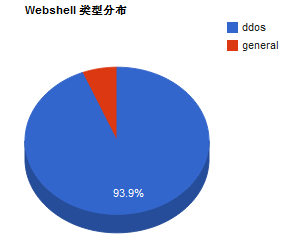 Webshell 类型分布
ddos
general
93.9%